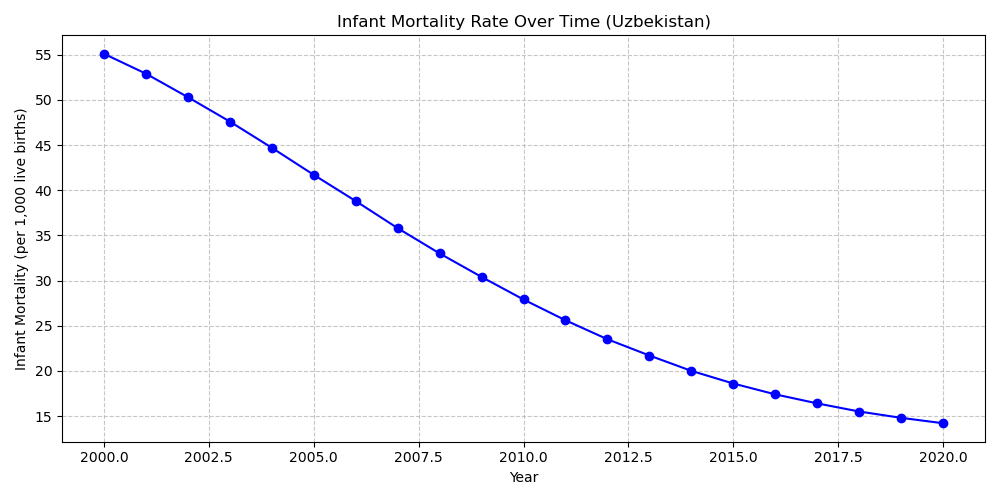 Infant Mortality Rate Over Time (Uzbekistan)
Infant Mortality (per 1,000 live births)
55
50
45
40
35
30
25
20
15
2000.0 2002.5 2005.0 2007.5 2010.0 2012.5 2015.0 2017.5 2020.0
Year